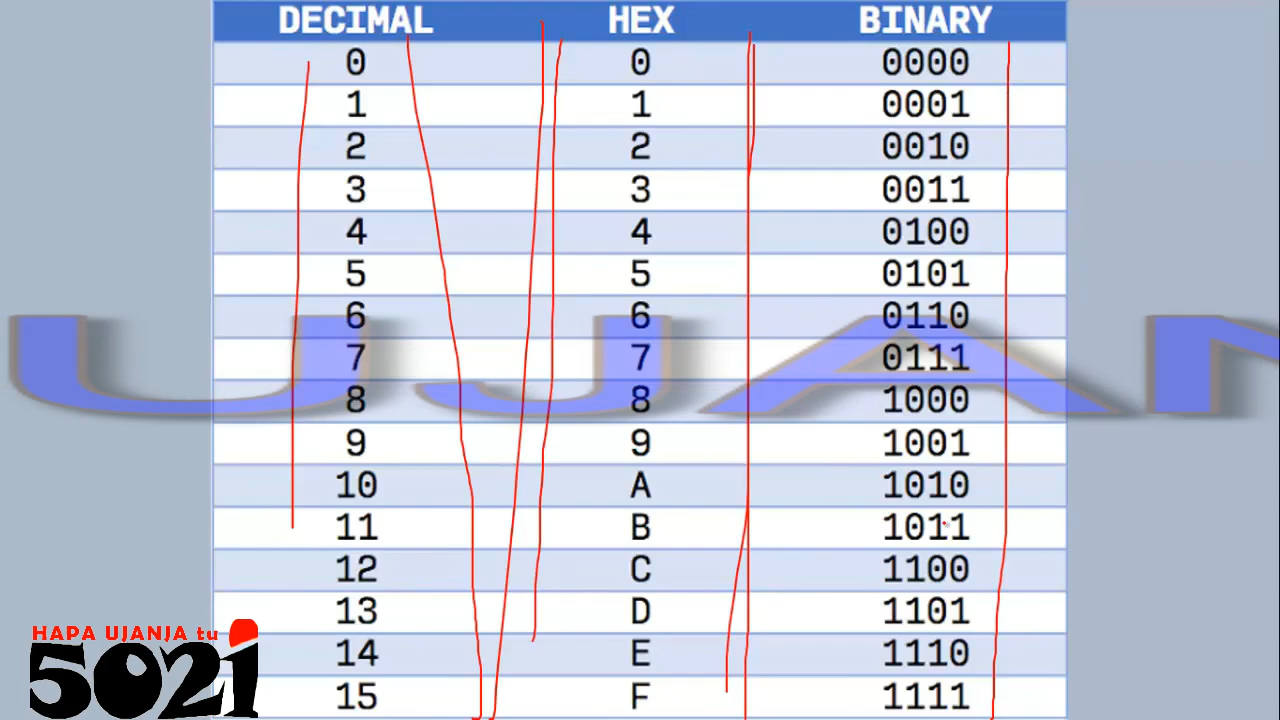 DECIMAL HEX BINARY
0 0 0000
1 1 0001
2 2 0010
3 3 0011
4 4 0100
5 5 0101
6 6 0110
7 7 0111
8 8 1000
9 9 1001
10 A 1010
11 B 1011
12 C 1100
13 D 1101
14 E 1110
15 F 1111
UJAN
HAPA UJANJA tu
5021